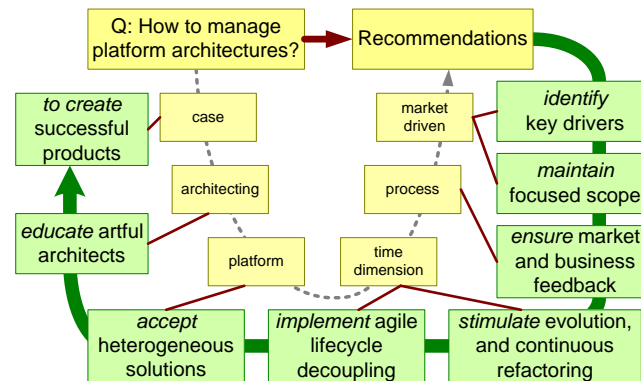 Q: How to manage
platform architectures?
Recommendations
to create
successful
products
case
market
driven
identify
key drivers
architecting
process
maintain
focused scope
educate artful
architects
platform
time
dimension
ensure market
and business
feedback
accept
heterogeneous
solutions
implement agile
lifecycle
decoupling
stimulate evolution,
and continuous
refactoring